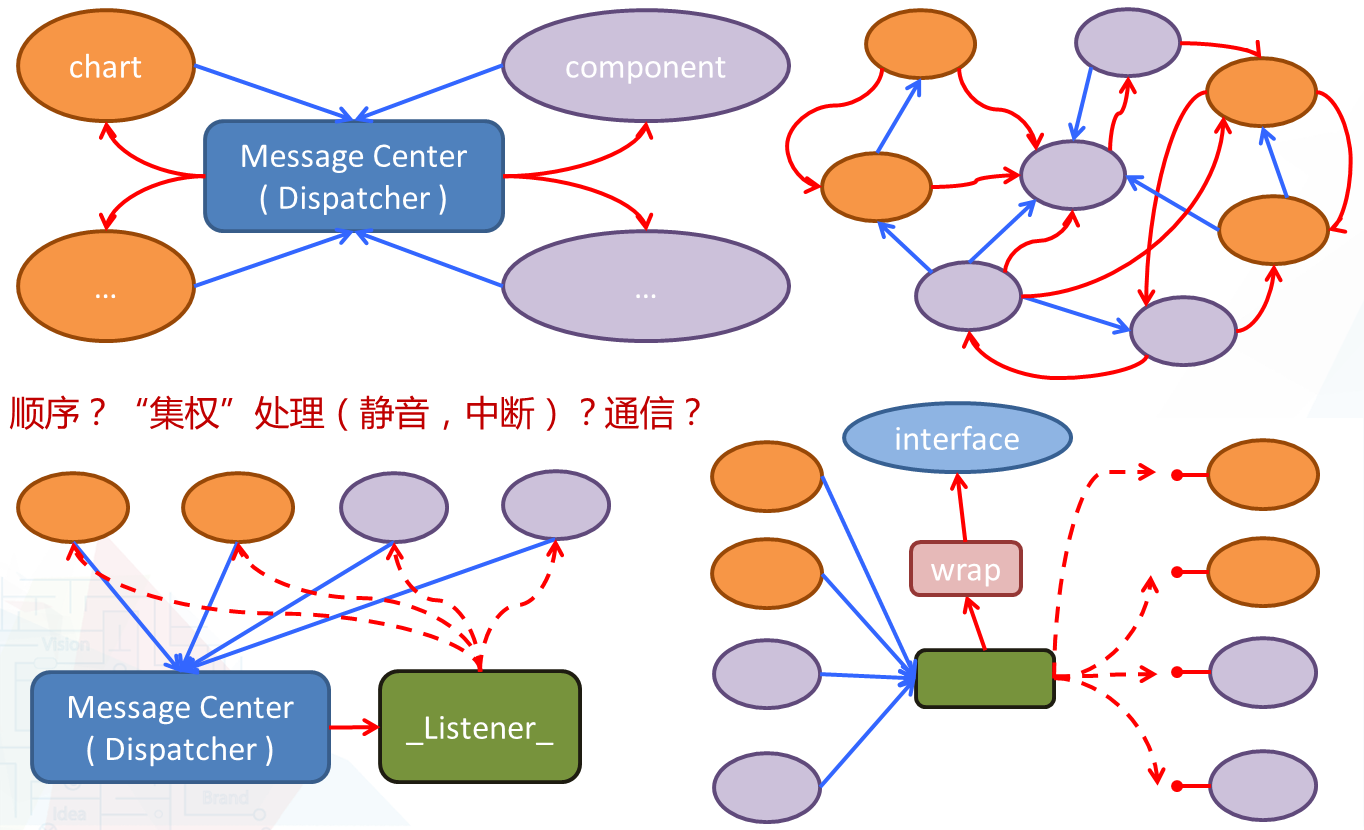 chart
component
Message Center
( Dispatcher )
...
...
顺序？“集权”处理（静音，中断）？通信？
interface
wrap
Message Center
( Dispatcher )
_Listener_
Vision
Idea
Brand